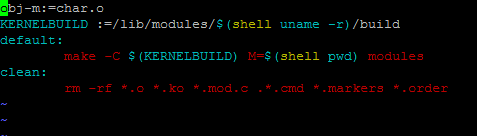 obj-m:=char.o
KERNELBUILD :=/lib/modules/$(shell uname -r)/build
default:
        make -C $(KERNELBUILD) M=$(shell pwd) modules
clean:
        rm -rf *.o *.ko *.mod.c .*.cmd *.markers *.order
~
~